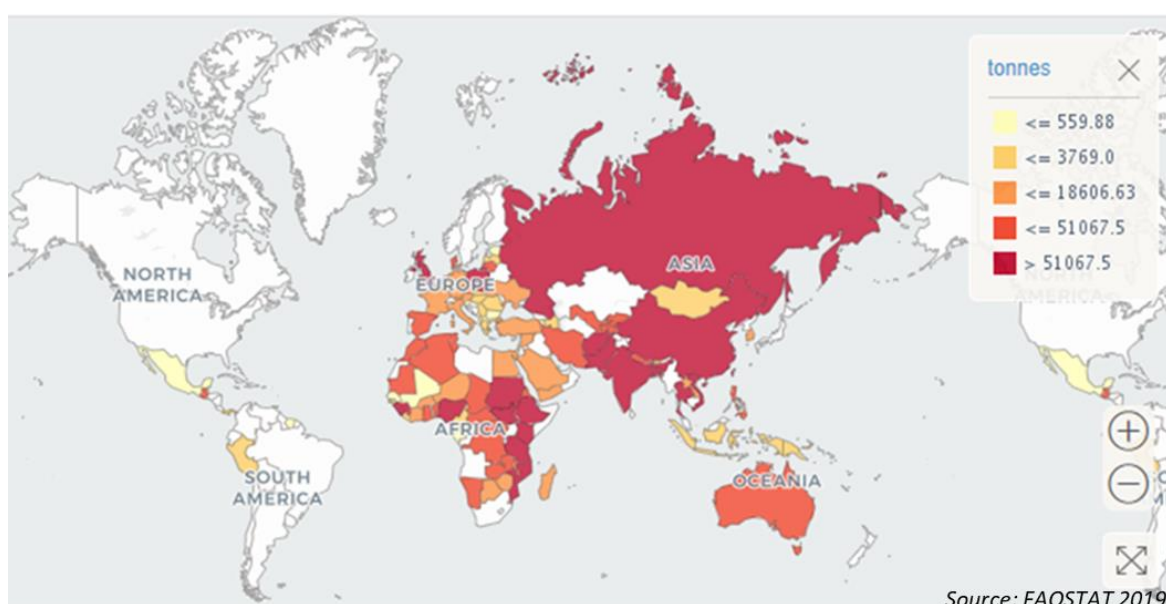 tonnes
<= 559.88
<= 3769.0
<= 18606.63
<= 51067.5
> 51067.5
NORTH
AMERICA
EUROPE
ASIA
AFRICA
SOUTH
AMERICA
OCEANIA
AMERICA
Source: FAOSTAT 2019